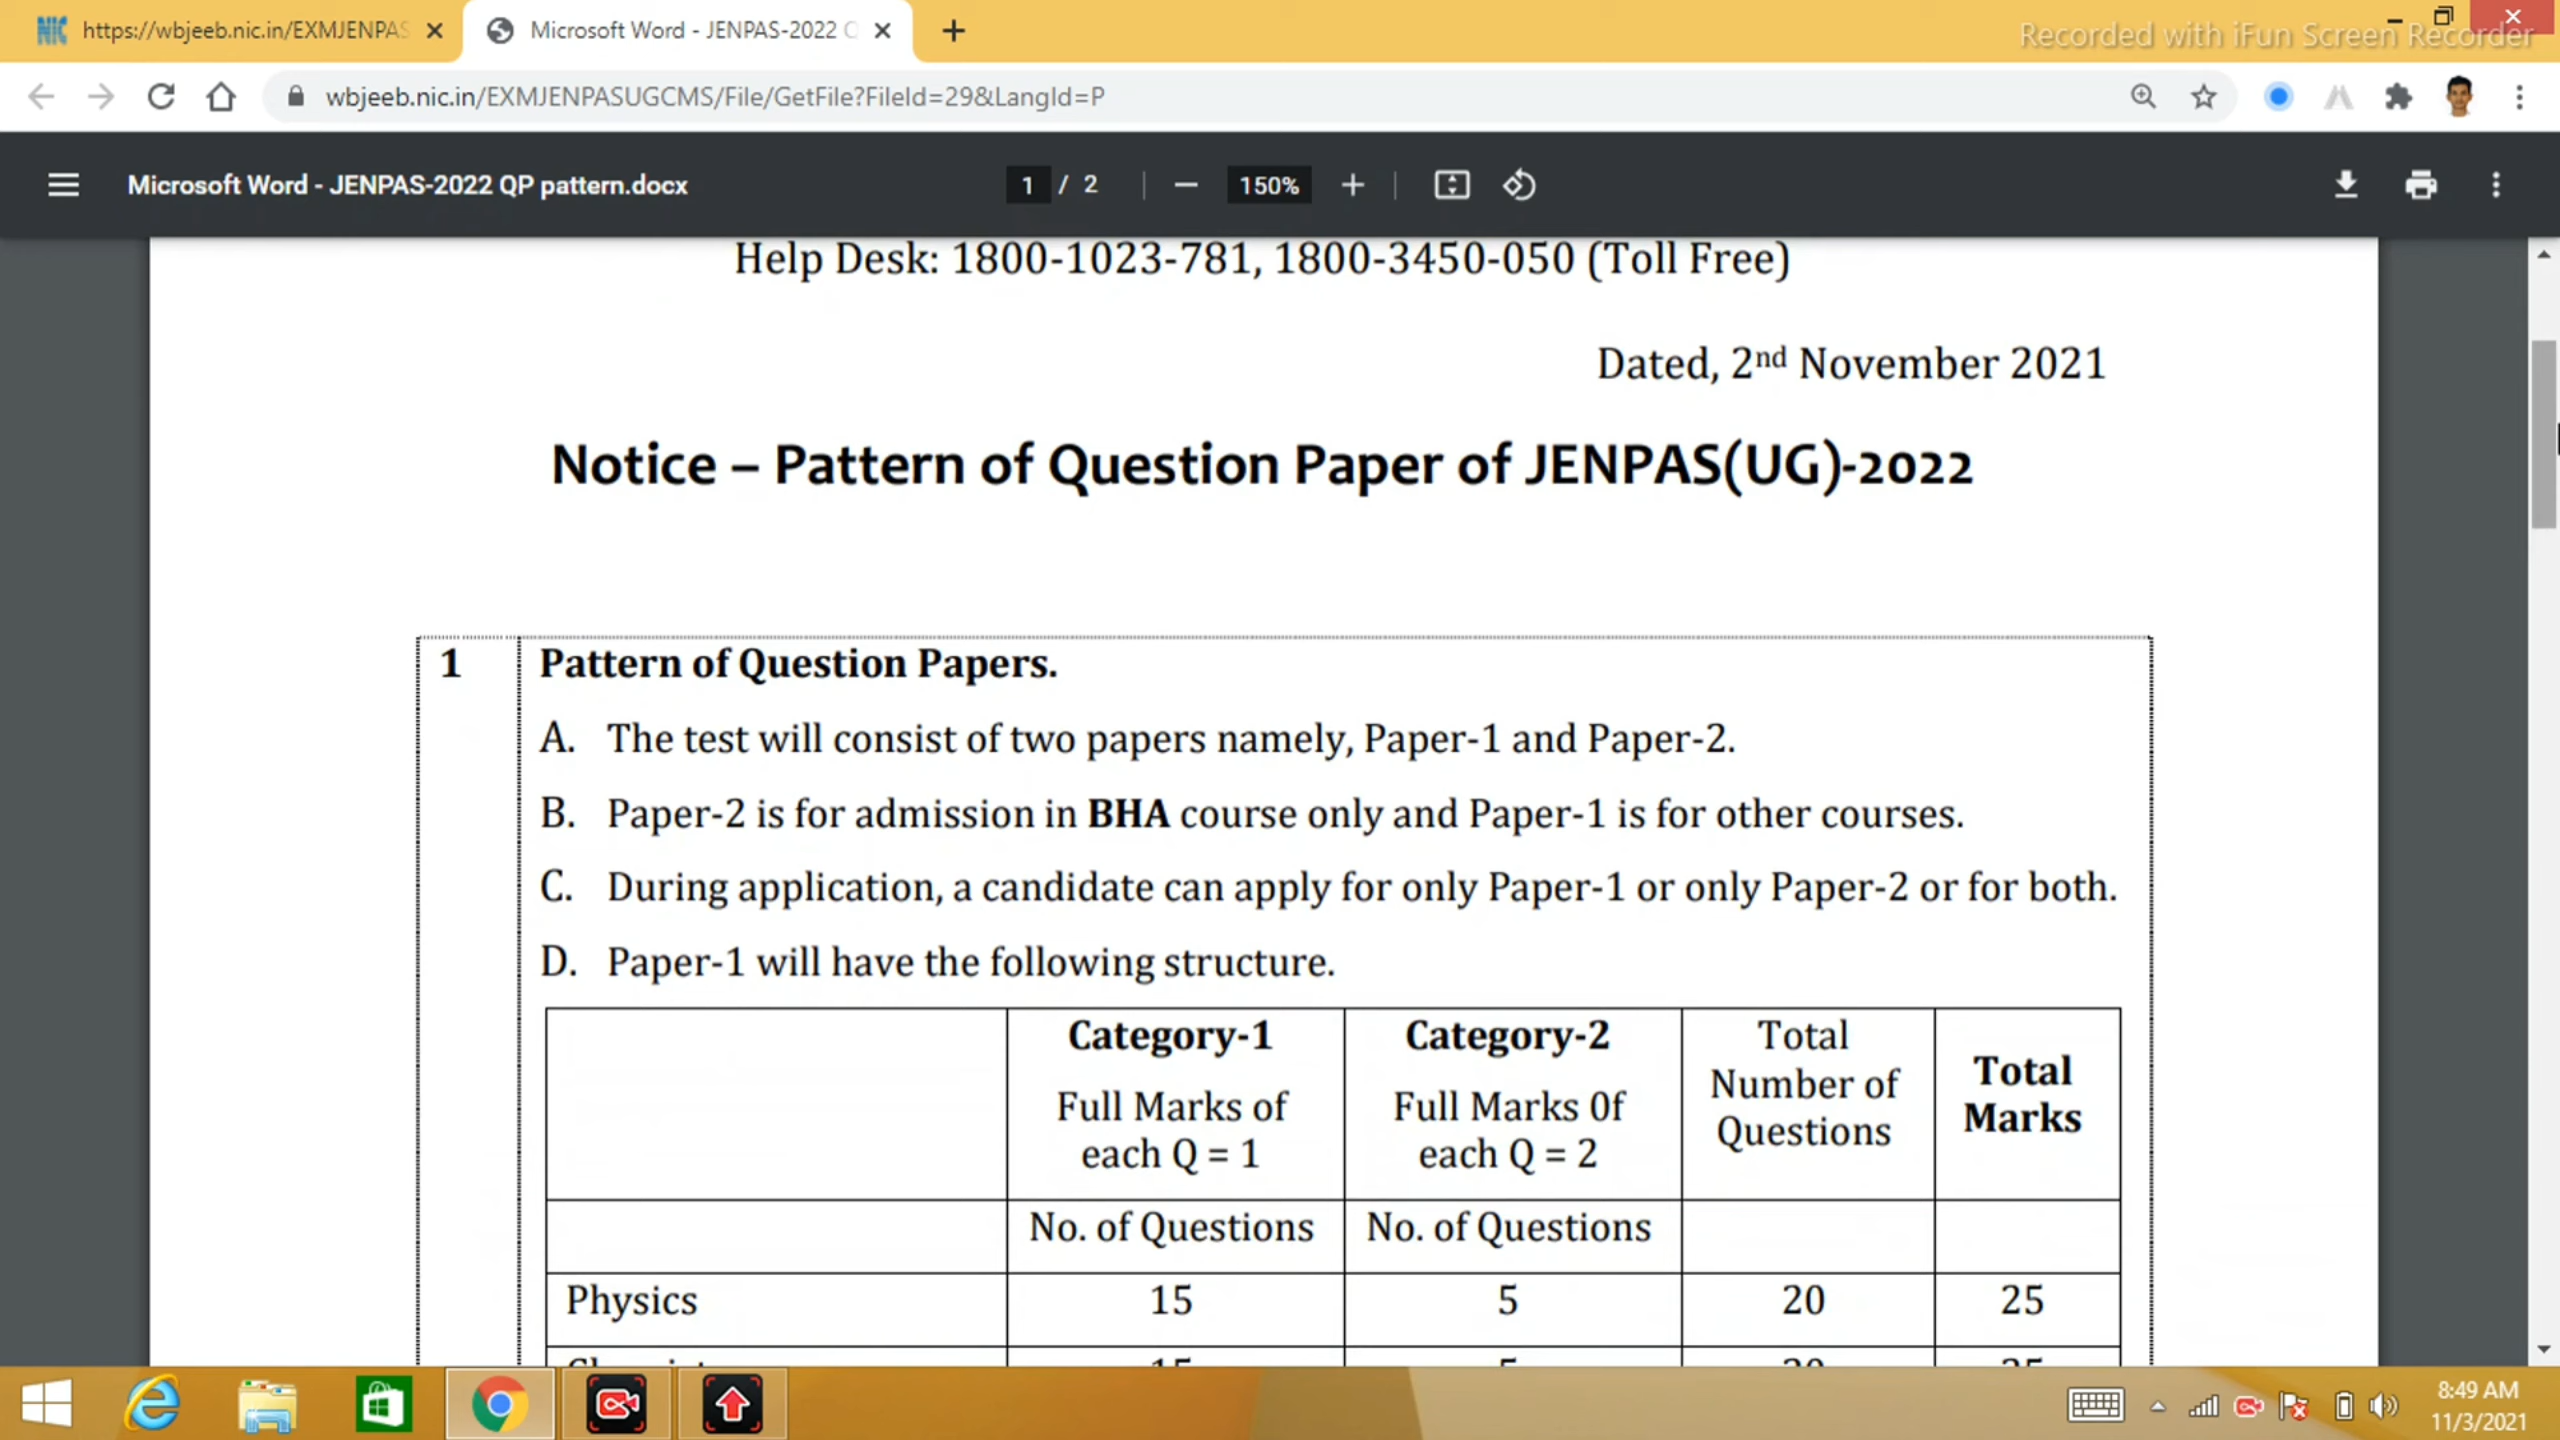 NIC https://wbjeeb.nic.in/EXMJENPAS
Microsoft Word - JENPAS-2022 Q
Recorded with iFun Screen Recorder
wbjeeb.nic.in/EXMJENPASUGCMS/File/GetFile?FileId=29&LangId=P
Microsoft Word - JENPAS-2022 QP pattern.docx
1 / 2
150%
Help Desk: 1800-1023-781, 1800-3450-050 (Toll Free)
Dated, 2nd November 2021
Notice – Pattern of Question Paper of JENPAS(UG)-2022
1 Pattern of Question Papers.
A. The test will consist of two papers namely, Paper-1 and Paper-2.
B. Paper-2 is for admission in BHA course only and Paper-1 is for other courses.
C. During application, a candidate can apply for only Paper-1 or only Paper-2 or for both.
D. Paper-1 will have the following structure.
Category-1
Full Marks of
each Q = 1
Category-2
Full Marks 0f
each Q = 2
Total
Number of
Questions
Total
Marks
No. of Questions No. of Questions
Physics 15 5 20 25
8:49 AM
11/3/2021